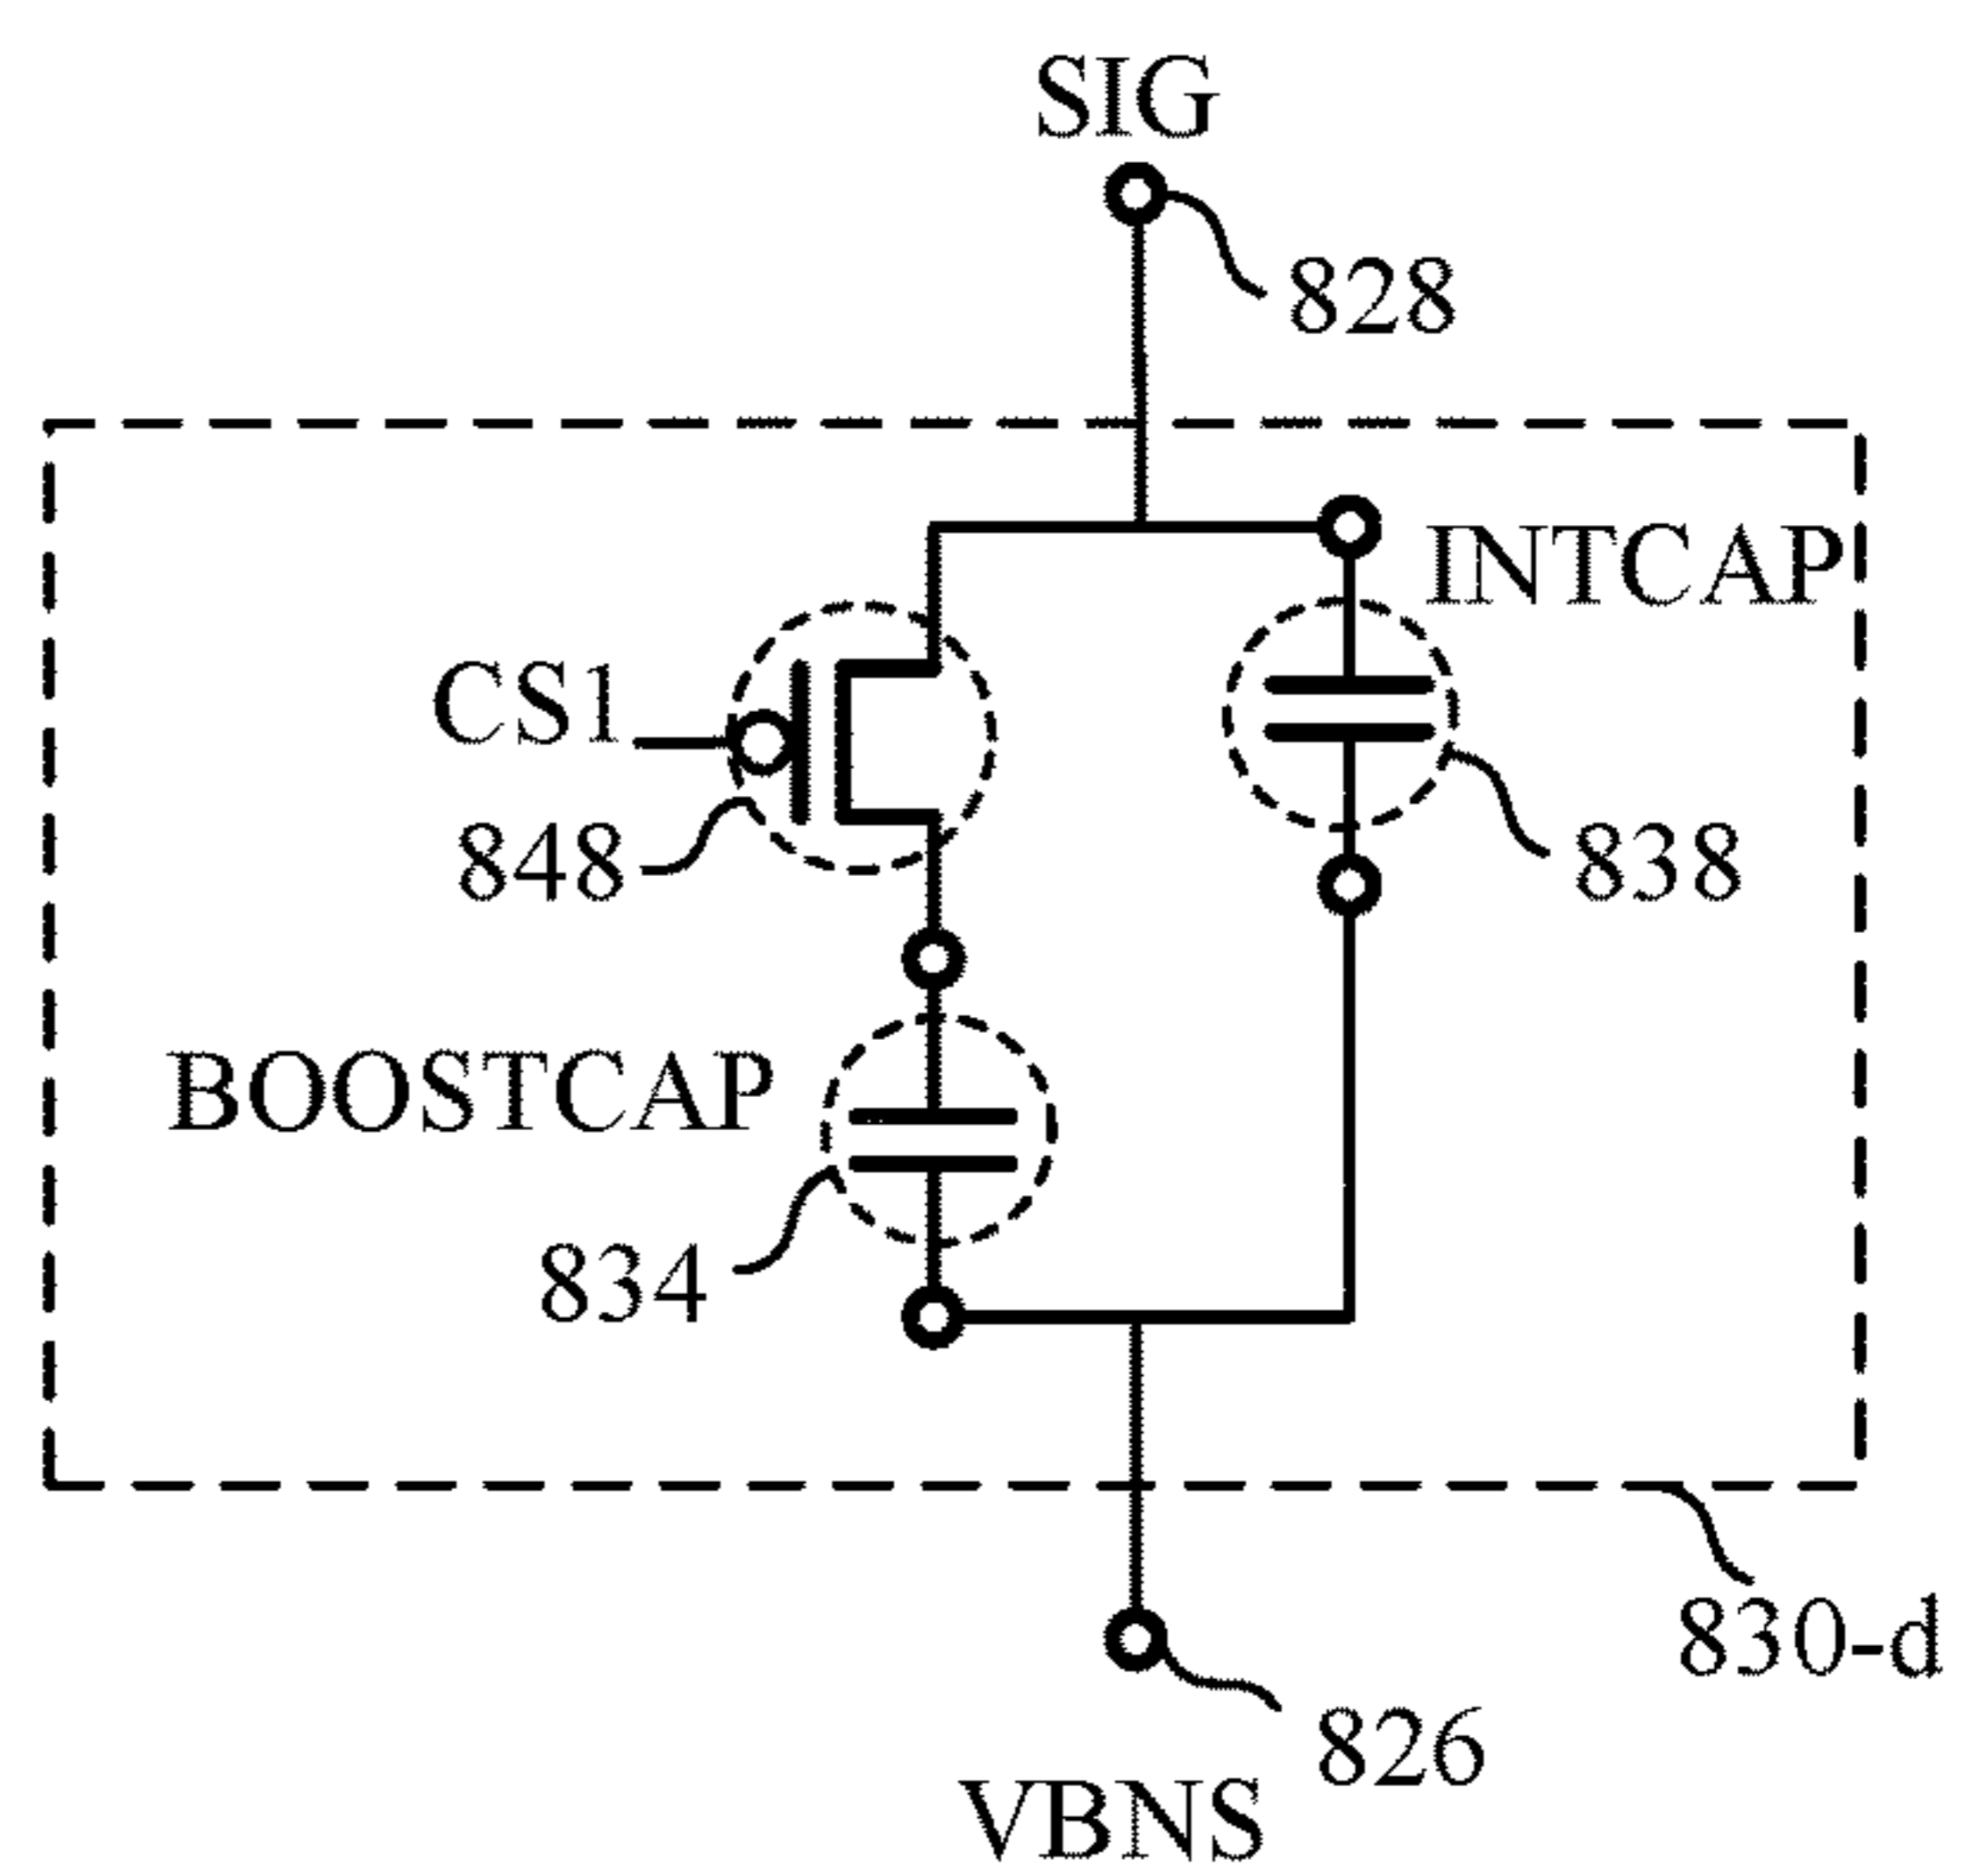 SIG
828
INTCAP
CS1
848
838
BOOSTCAP
834
830-d
826
VBNS